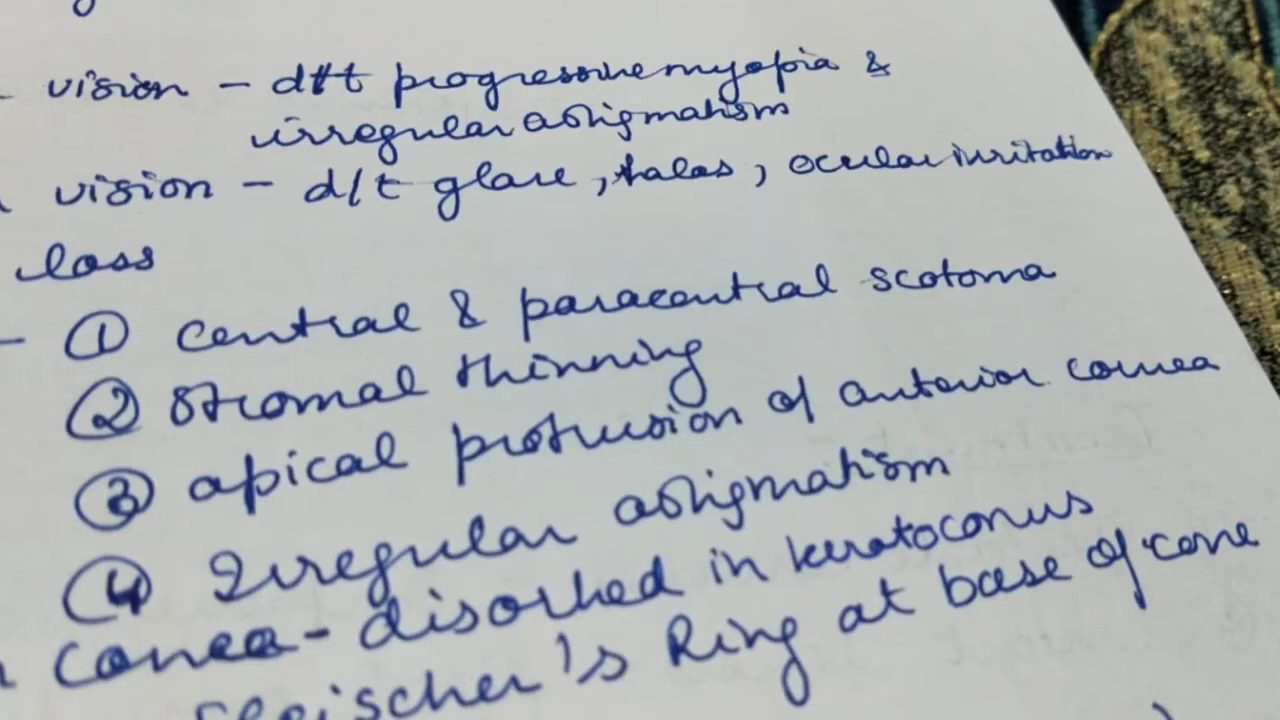 vision - d/t progressive myopia &
irregular astigmatism
vision - d/t glare, halos, ocular irritation
loss
- ① central & paracentral scotoma
② stromal thinning
③ apical protrusion of anterior cornea
④ Irregular astigmatism
cornea - disorhed in keratoconus
Fleischer's Ring at base of cone